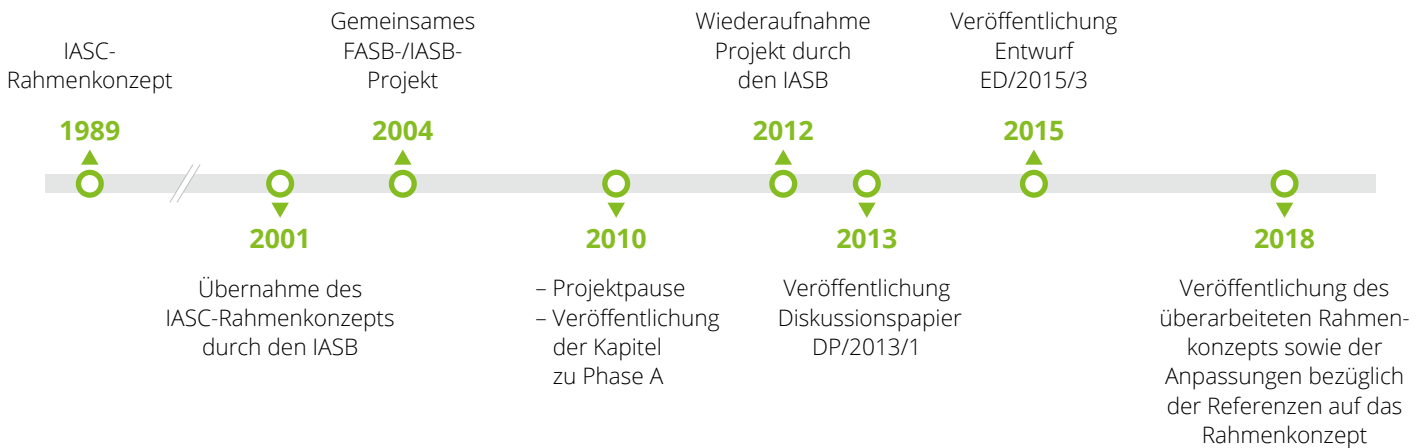 IASC-
Rahmenkonzept
1989
Übernahme des
IASC-Rahmenkonzepts
durch den IASB
2001
Gemeinsames
FASB-/IASB-
Projekt
2004
2010
– Projektpause
– Veröffentlichung
der Kapitel
zu Phase A
Wiederaufnahme
Projekt durch
den IASB
2012
2013
Veröffentlichung
Diskussionspapier
DP/2013/1
Veröffentlichung
Entwurf
ED/2015/3
2015
2018
Veröffentlichung des
überarbeiteten Rahmen-
konzepts sowie der
Anpassungen bezüglich
der Referenzen auf das
Rahmenkonzept